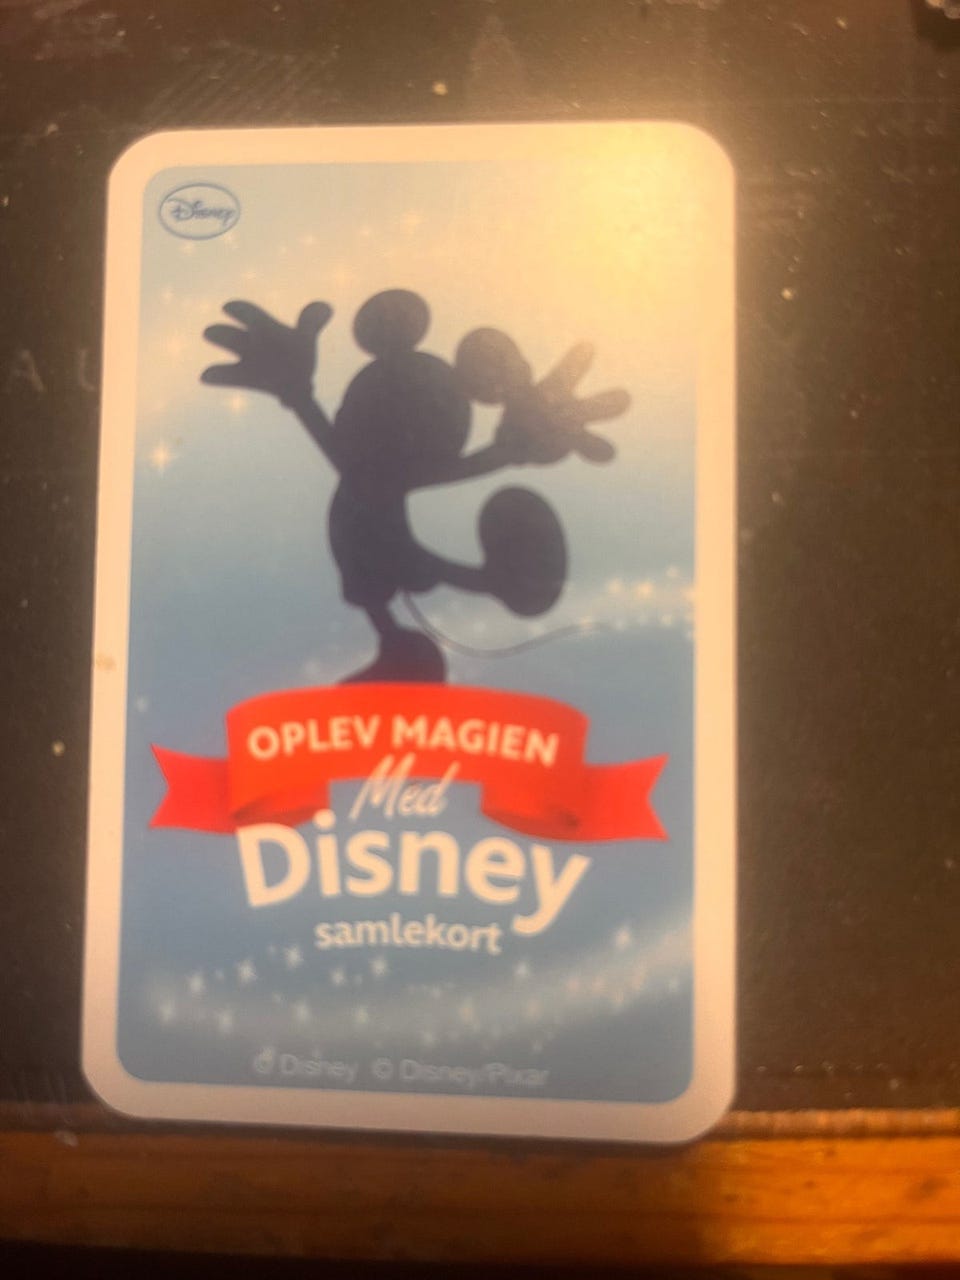 Disney
OPLEV MAGIEN
Med
Disney
samlekort
© Disney © Disney/Pixar